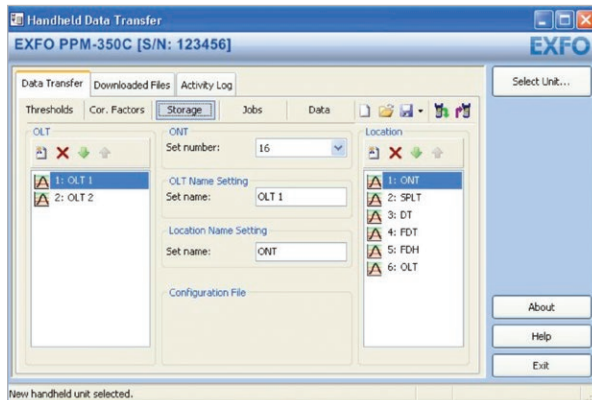 Handheld Data Transfer
EXFO PPM-350C [S/N: 123456]
EXFO
Data Transfer Downloaded Files Activity Log
Select Unit...
Thresholds Cor. Factors Storage Jobs Data
OLT
ONT
Location
Set number: 16
1: OLT 1
2: OLT 2
OLT Name Setting
Set name: OLT 1
Location Name Setting
Set name: ONT
Configuration File
1: ONT
2: SPLT
3: DT
4: FDT
5: FDH
6: OLT
About
Help
Exit
New handheld unit selected.